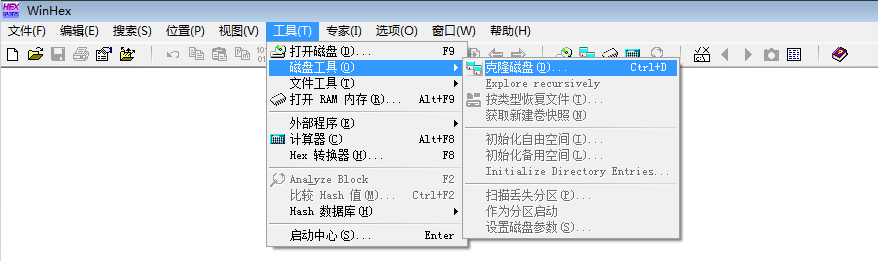 WinHex
文件(F) 编辑(E) 搜索(S) 位置(P) 视图(V) 工具(T) 专家(I) 选项(O) 窗口(W) 帮助(H)
打开磁盘(D)... F9
磁盘工具(O)
文件工具(T)
打开 RAM 内存(R)... Alt+F9
外部程序(E)
计算器(C) Alt+F8
Hex 转换器(H)... F8
Analyze Block F2
比较 Hash 值(M)... Ctrl+F2
Hash 数据库(H)
启动中心(S)... Enter
克隆磁盘(D)... Ctrl+D
Explore recursively
按类型恢复文件(T)...
获取新建卷快照(N)
初始化自由空间(I)...
初始化备用空间(L)...
Initialize Directory Entries...
扫描丢失分区(P)...
作为分区启动
设置磁盘参数(S)...